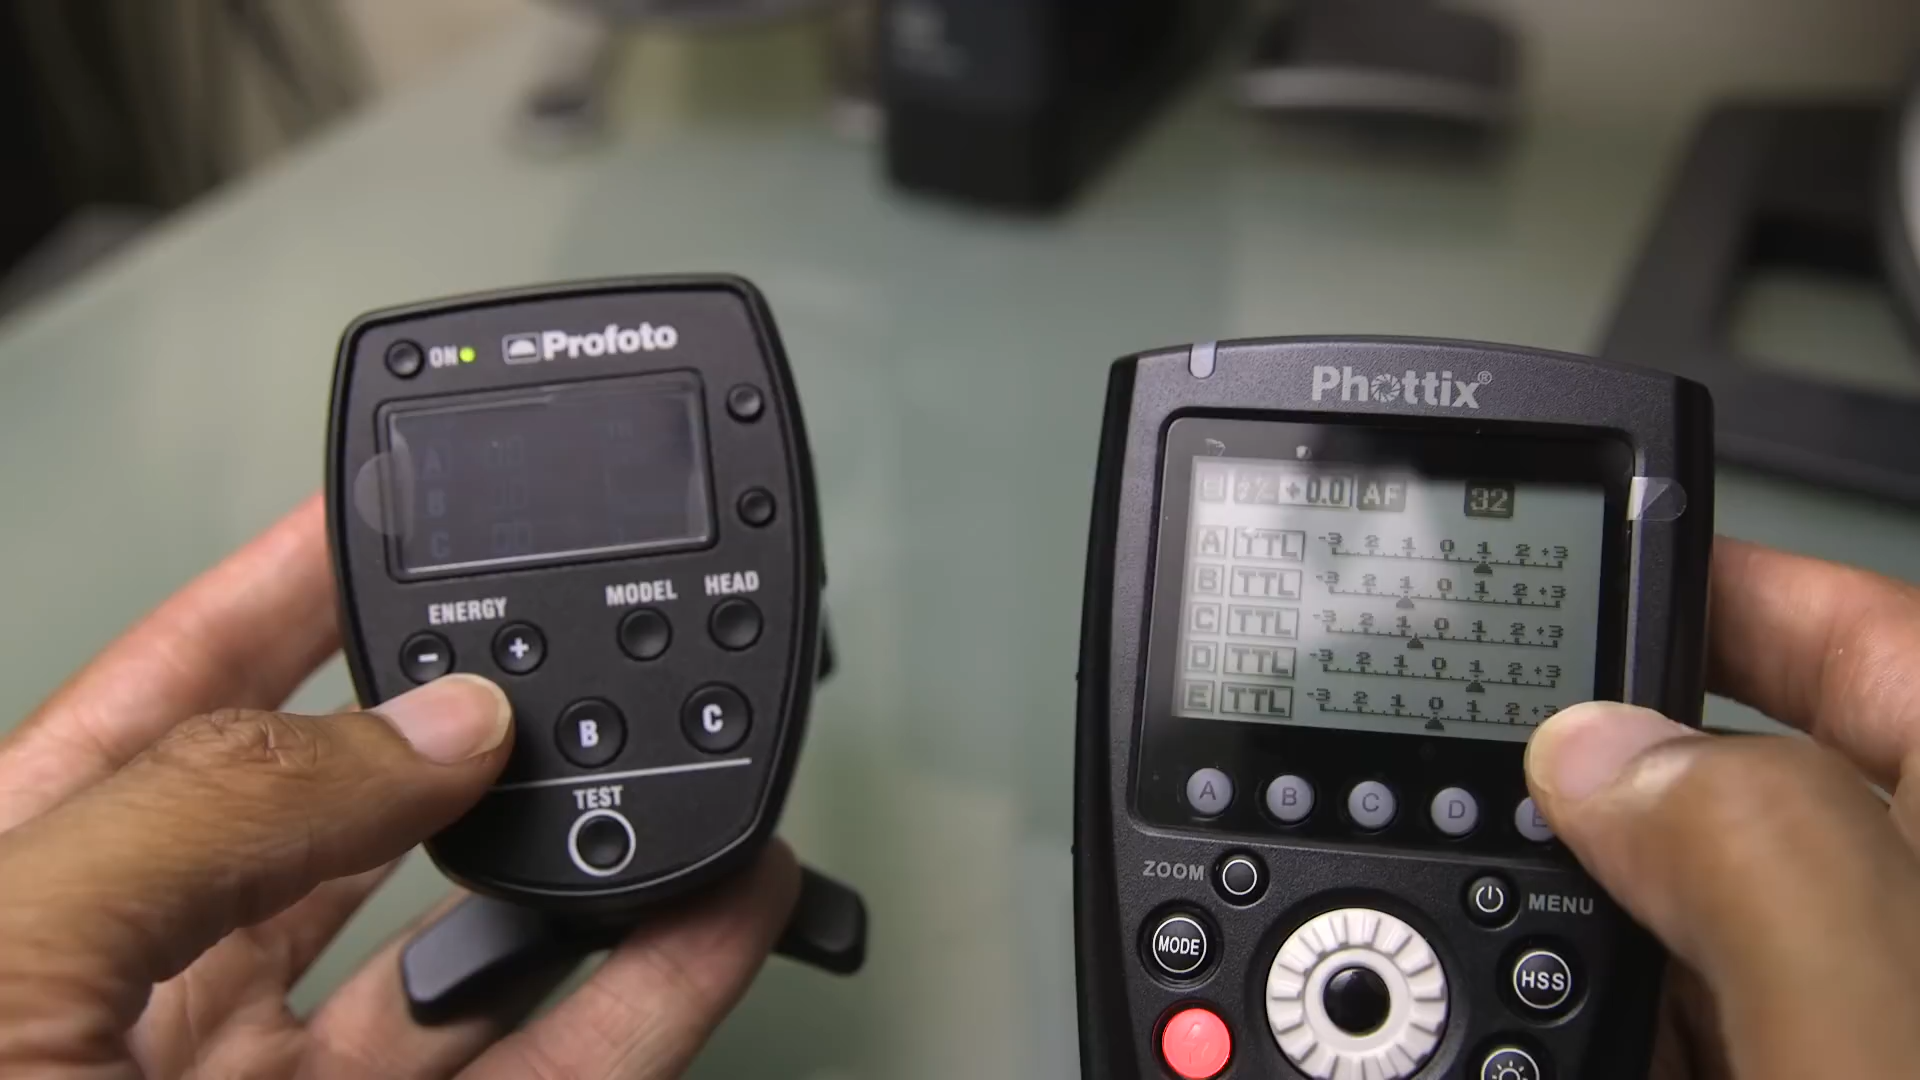 ON Profoto
A 00
B
C 00
ENERGY MODEL HEAD
- +
B C
TEST
Phottix®
+0.0 AF 32
A TTL -3 2 1 0 1 2 +3
B TTL -3 2 1 0 1 2 +3
C TTL -3 2 1 0 1 2 +3
D TTL -3 2 1 0 1 2 +3
E TTL -3 2 1 0 1 2 +3
A B C D E
ZOOM MENU
MODE HSS